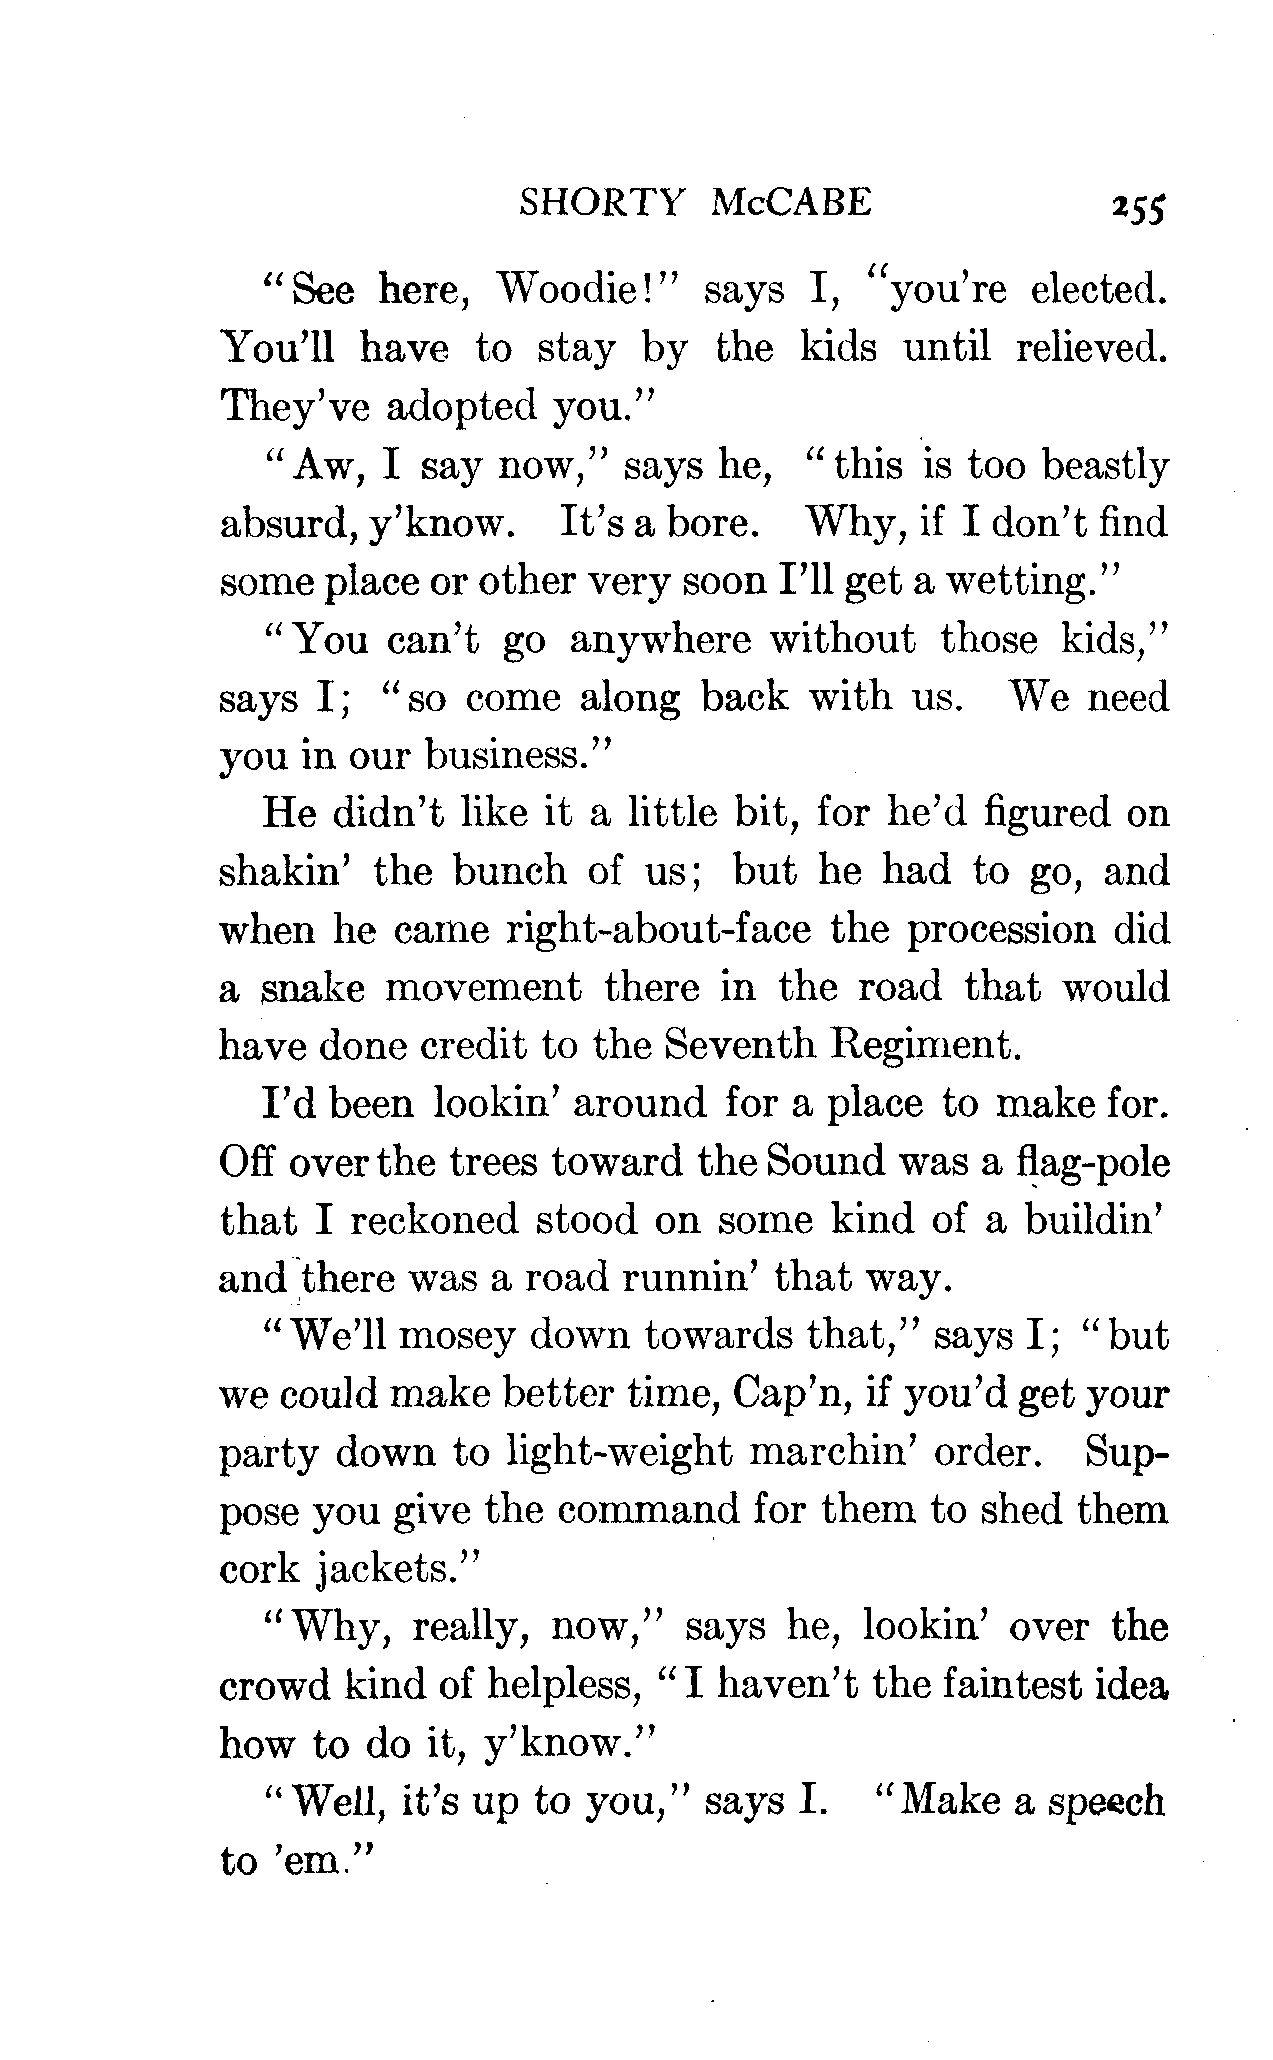 SHORTY McCABE 255
"See here, Woodie!" says I, "you're elected.
You'll have to stay by the kids until relieved.
They've adopted you."
"Aw, I say now," says he, "this is too beastly
absurd, y'know. It's a bore. Why, if I don't find
some place or other very soon I'll get a wetting."
"You can't go anywhere without those kids,"
says I; "so come along back with us. We need
you in our business."
He didn't like it a little bit, for he'd figured on
shakin' the bunch of us; but he had to go, and
when he came right-about-face the procession did
a snake movement there in the road that would
have done credit to the Seventh Regiment.
I'd been lookin' around for a place to make for.
Off over the trees toward the Sound was a flag-pole
that I reckoned stood on some kind of a buildin'
and there was a road runnin' that way.
"We'll mosey down towards that," says I; "but
we could make better time, Cap'n, if you'd get your
party down to light-weight marchin' order. Sup-
pose you give the command for them to shed them
cork jackets."
"Why, really, now," says he, lookin' over the
crowd kind of helpless, "I haven't the faintest idea
how to do it, y'know."
"Well, it's up to you," says I. "Make a speech
to 'em."